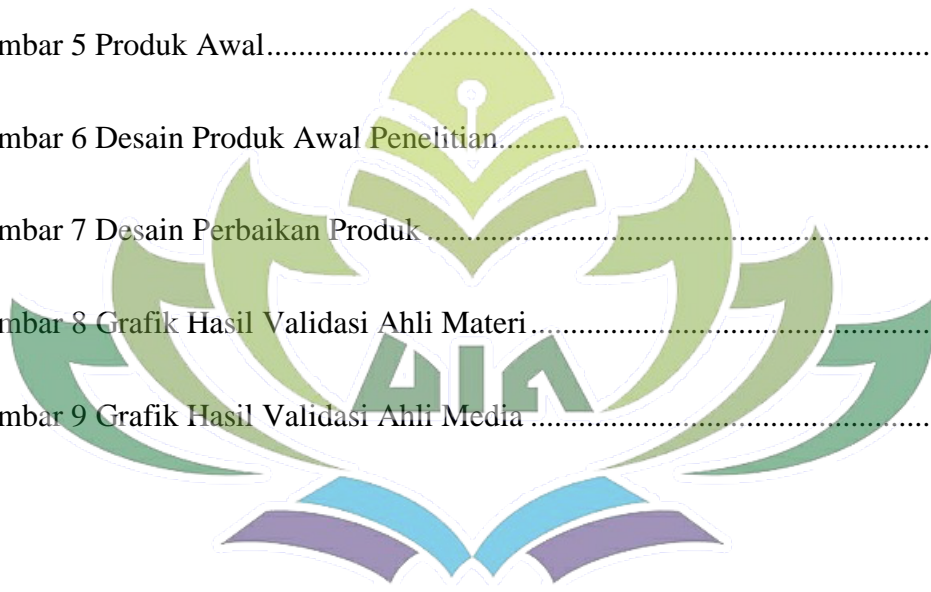 mbar 5 Produk Awal................................................................................
mbar 6 Desain Produk Awal Penelitian.....................................................
mbar 7 Desain Perbaikan Produk..............................................................
mbar 8 Grafik Hasil Validasi Ahli Materi.................................................
mbar 9 Grafik Hasil Validasi Ahli Media.................................................
UIN